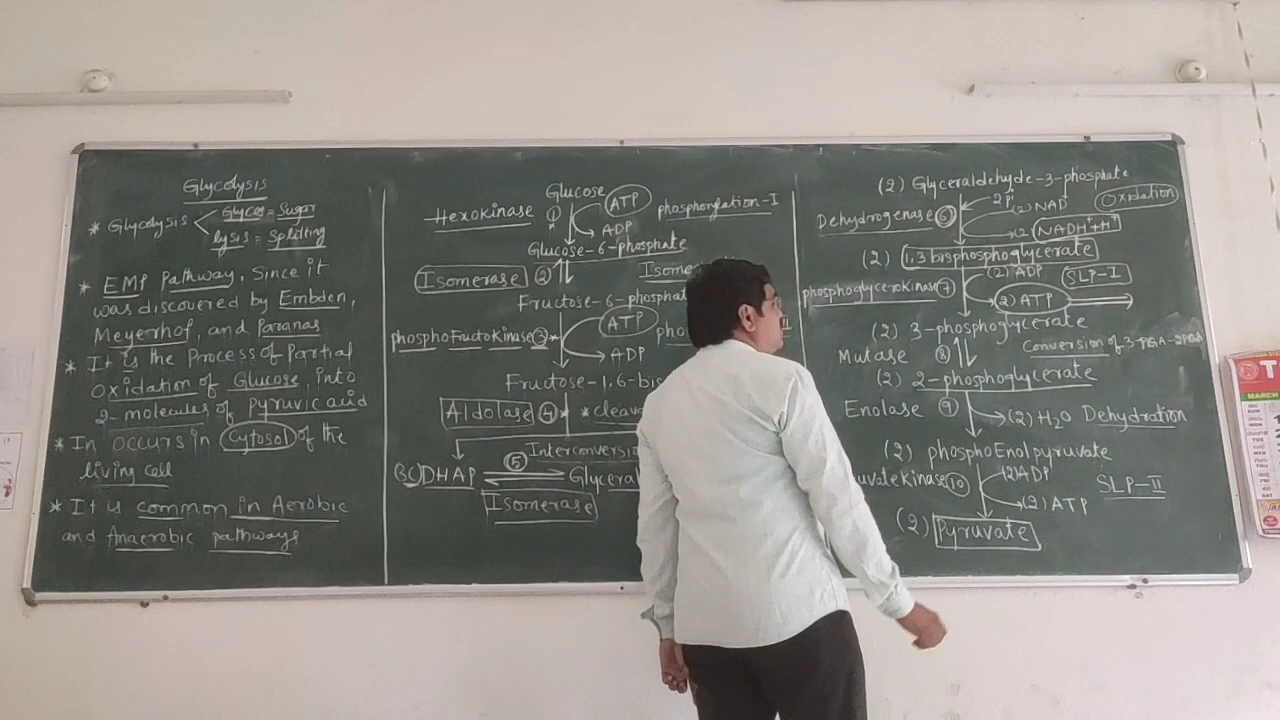 Glycolysis
* Glycolysis < Glycos = Sugar
lysis = Splitting
* EMP Pathway, Since it
was discovered by Embden,
Meyerhof, and Paranas
* It is the Process of Partial
Oxidation of Glucose, into
2-molecules of Pyruvic acid
* In occurs in Cytosol of the
living cell
* It is common in Aerobic
and Anaerobic pathways
Glucose
Hexokinase 1 ATP phosphorylation-I
ADP
Glucose-6-phosphate
Isomerase 2
Fructose-6-phosphat
phosphoFructokinase 3 ATP
ADP
Fructose-1,6-bis
Aldolase 4 *cleav
5 Interconversio
(3C) DHAP ⇌ Glyceral
Isomerase
(2) Glyceraldehyde-3-phosphate
2Pi
Dehydrogenase 6 (2) NAD Oxidation
(2) NADH+H+
(2) 1,3 bisphosphoglycerate
(2) ADP SLP-I
phosphoglycerokinase 7 (2) ATP
(2) 3-phosphoglycerate
Mutase 8 Conversion of 3-PGA-2PGA
(2) 2-phosphoglycerate
Enolase 9 (2) H2O Dehydration
(2) phosphoEnolpyruvate
uvatekinase 10 (2) ADP SLP-II
(2) ATP
(2) Pyruvate
MARCH